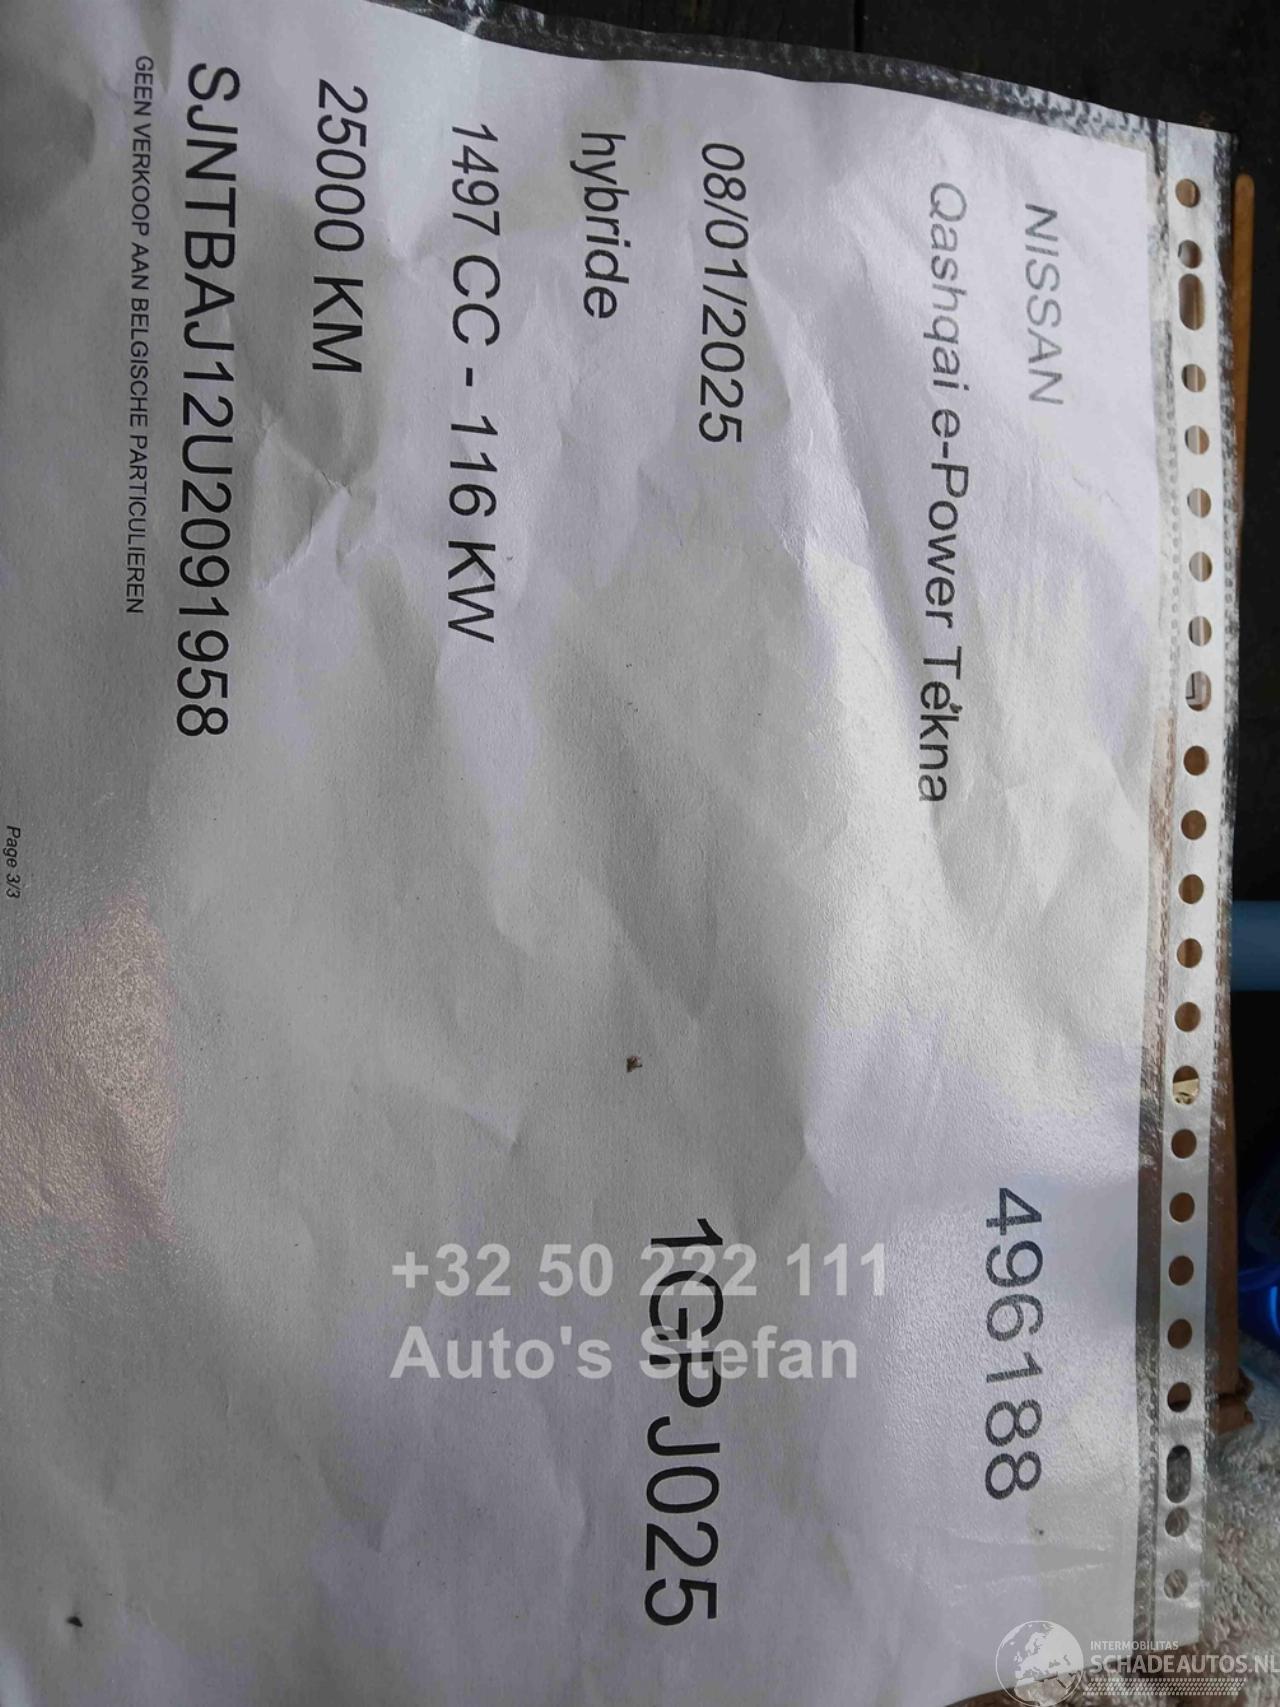 NISSAN
496188
Qashqai e-Power Tekna
08/01/2025
1GPJ025
hybride
1497 CC - 116 KW
25000 KM
SJNTBAJ12U2091958
GEEN VERKOOP AAN BELGISCHE PARTICULIEREN
Page 3/3
+32 50 222 111
Auto's Stefan
INTERMOBILITAS
SCHADEAUTOS.NL